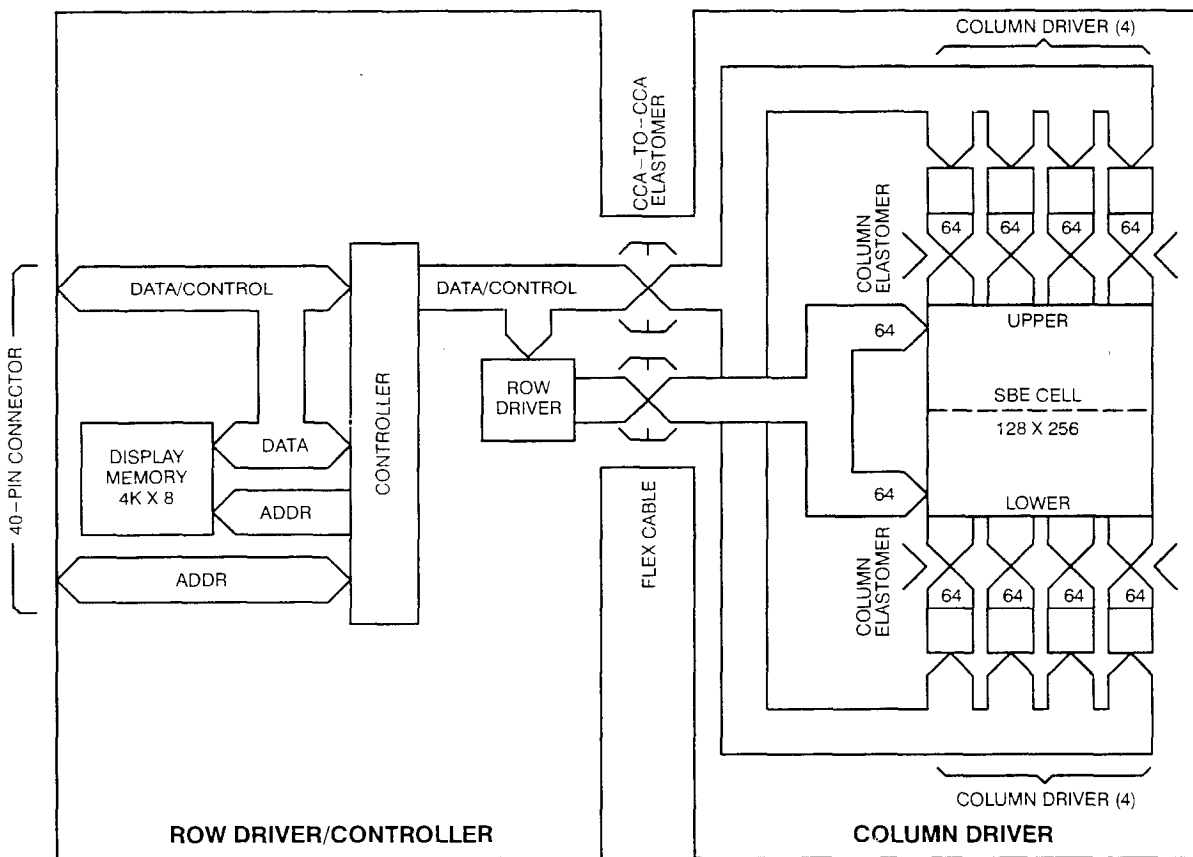 COLUMN DRIVER (4)
CCA-TO-CCA
ELASTOMER
COLUMN
ELASTOMER
64 64 64 64
DATA/CONTROL
DATA/CONTROL
40-PIN CONNECTOR
CONTROLLER
64
UPPER
ROW
DRIVER
SBE CELL
128 X 256
DISPLAY
MEMORY
4K X 8
DATA
ADDR
64
LOWER
ADDR
FLEX CABLE
COLUMN
ELASTOMER
64 64 64 64
COLUMN DRIVER (4)
ROW DRIVER/CONTROLLER
COLUMN DRIVER